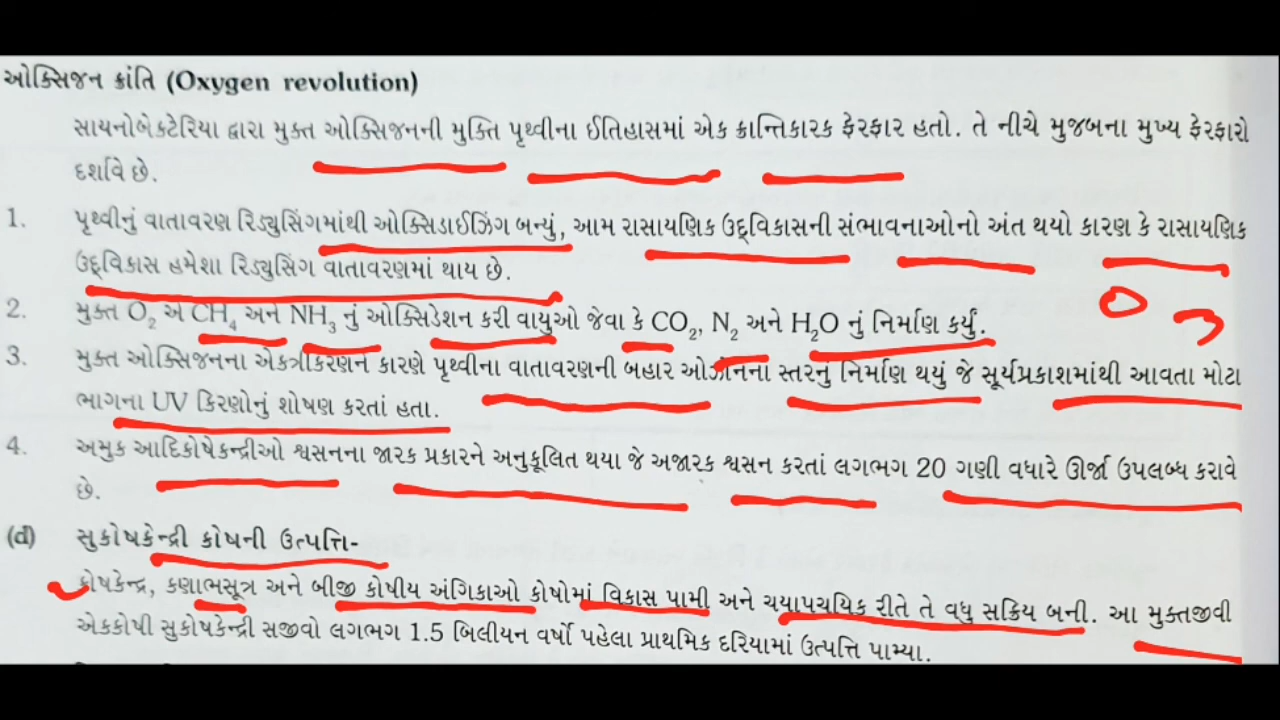 ઓક્સિજન ક્રાંતિ (Oxygen revolution)
સાયનોબેક્ટેરિયા દ્વારા મુક્ત ઓક્સિજનની મુક્તિ પૃથ્વીના ઈતિહાસમાં એક ક્રાન્તિકારક ફેરફાર હતો. તે નીચે મુજબના મુખ્ય ફેરફારો
દર્શાવે છે.
1. પૃથ્વીનું વાતાવરણ રિડ્યુસિંગમાંથી ઓક્સિડાઈઝિંગ બન્યું, આમ રાસાયણિક ઉદ્દવિકાસની સંભાવનાઓનો અંત થયો કારણ કે રાસાયણિક
ઉદ્દવિકાસ હમેશા રિડ્યુસિંગ વાતાવરણમાં થાય છે.
O3
2. મુક્ત O₂ એ CH₄ અને NH₃ નું ઓક્સિડેશન કરી વાયુઓ જેવા કે CO₂, N₂ અને H₂O નું નિર્માણ કર્યું.
3. મુક્ત ઓક્સિજનના એકત્રીકરણને કારણે પૃથ્વીના વાતાવરણની બહાર ઓઝોનના સ્તરનું નિર્માણ થયું જે સૂર્યપ્રકાશમાંથી આવતા મોટા
ભાગના UV કિરણોનું શોષણ કરતાં હતા.
4. અમુક આદિકોષકેન્દ્રીઓ શ્વસનના જારક પ્રકારને અનુકૂલિત થયા જે અજારક શ્વસન કરતાં લગભગ 20 ગણી વધારે ઊર્જા ઉપલબ્ધ કરાવે
છે.
(d) સુકોષકેન્દ્રી કોષની ઉત્પત્તિ-
કોષકેન્દ્ર, કણાભસૂત્ર અને બીજી કોષીય અંગિકાઓ કોષોમાં વિકાસ પામી અને ચયાપચયિક રીતે તે વધુ સક્રિય બની. આ મુક્તજીવી
એકકોષી સુકોષકેન્દ્રી સજીવો લગભગ 1.5 બિલીયન વર્ષો પહેલા પ્રાથમિક દરિયામાં ઉત્પત્તિ પામ્યા.